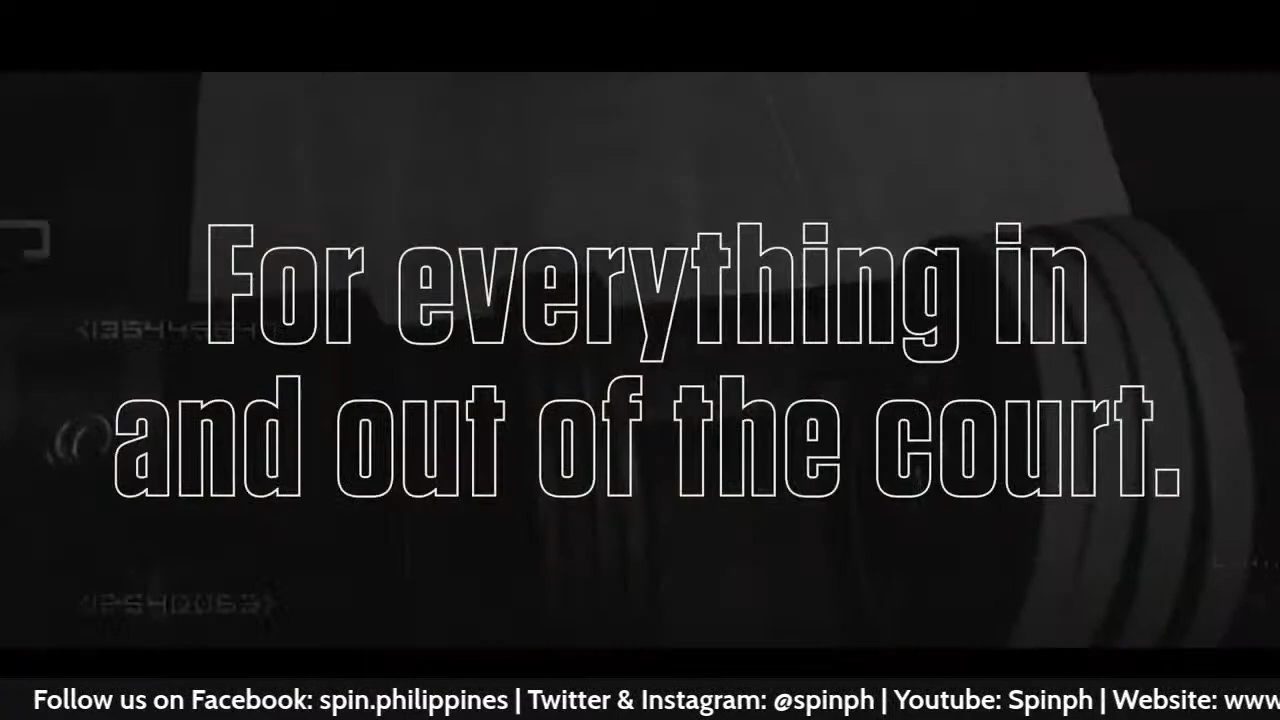 For everything in
and out of the court.
Follow us on Facebook: spin.philippines | Twitter & Instagram: @spinph | Youtube: Spinph | Website: www